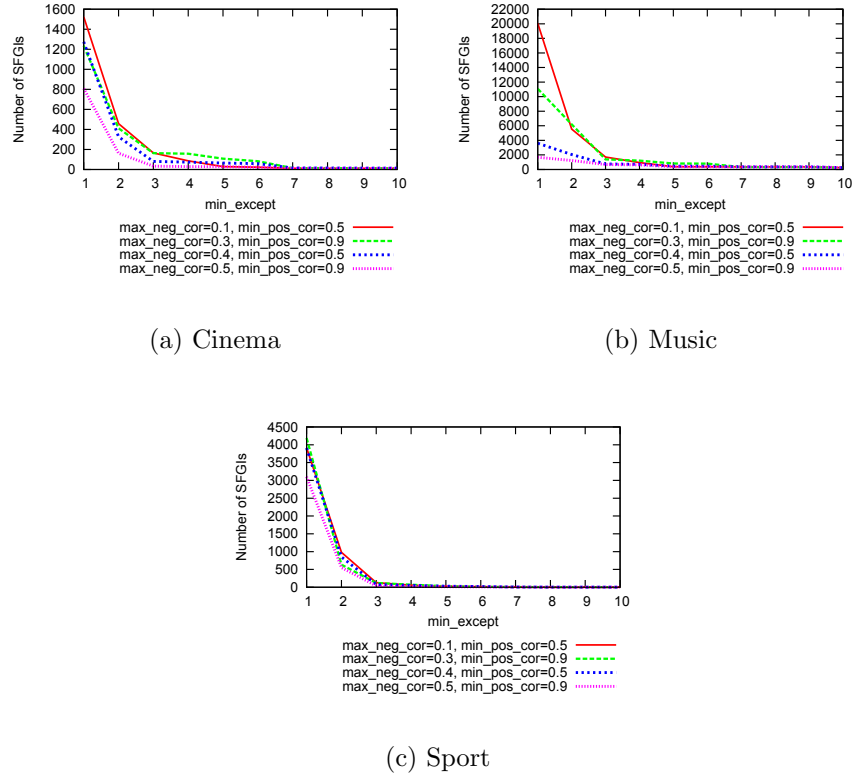 1600
1400
1200
1000
800
600
400
200
0
Number of SFGIs
1 2 3 4 5 6 7 8 9 10
min_except
max_neg_cor=0.1, min_pos_cor=0.5
max_neg_cor=0.3, min_pos_cor=0.9
max_neg_cor=0.4, min_pos_cor=0.5
max_neg_cor=0.5, min_pos_cor=0.9
(a) Cinema
22000
20000
18000
16000
14000
12000
10000
8000
6000
4000
2000
0
Number of SFGIs
1 2 3 4 5 6 7 8 9 10
min_except
max_neg_cor=0.1, min_pos_cor=0.5
max_neg_cor=0.3, min_pos_cor=0.9
max_neg_cor=0.4, min_pos_cor=0.5
max_neg_cor=0.5, min_pos_cor=0.9
(b) Music
4500
4000
3500
3000
2500
2000
1500
1000
500
0
Number of SFGIs
1 2 3 4 5 6 7 8 9 10
min_except
max_neg_cor=0.1, min_pos_cor=0.5
max_neg_cor=0.3, min_pos_cor=0.9
max_neg_cor=0.4, min_pos_cor=0.5
max_neg_cor=0.5, min_pos_cor=0.9
(c) Sport